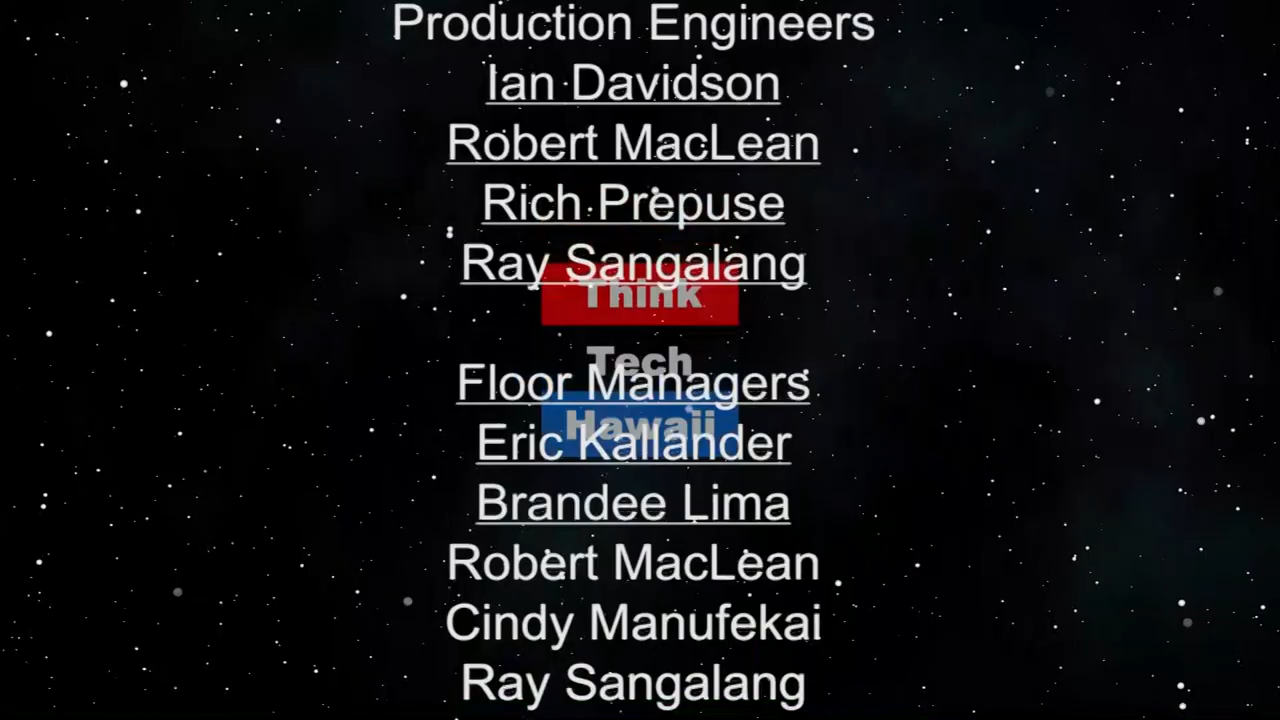 Production Engineers
Ian Davidson
Robert MacLean
Rich Prepuse
Ray Sangalang
Think
Tech
Floor Managers
Hawaii
Eric Kallander
Brandee Lima
Robert MacLean
Cindy Manufekai
Ray Sangalang